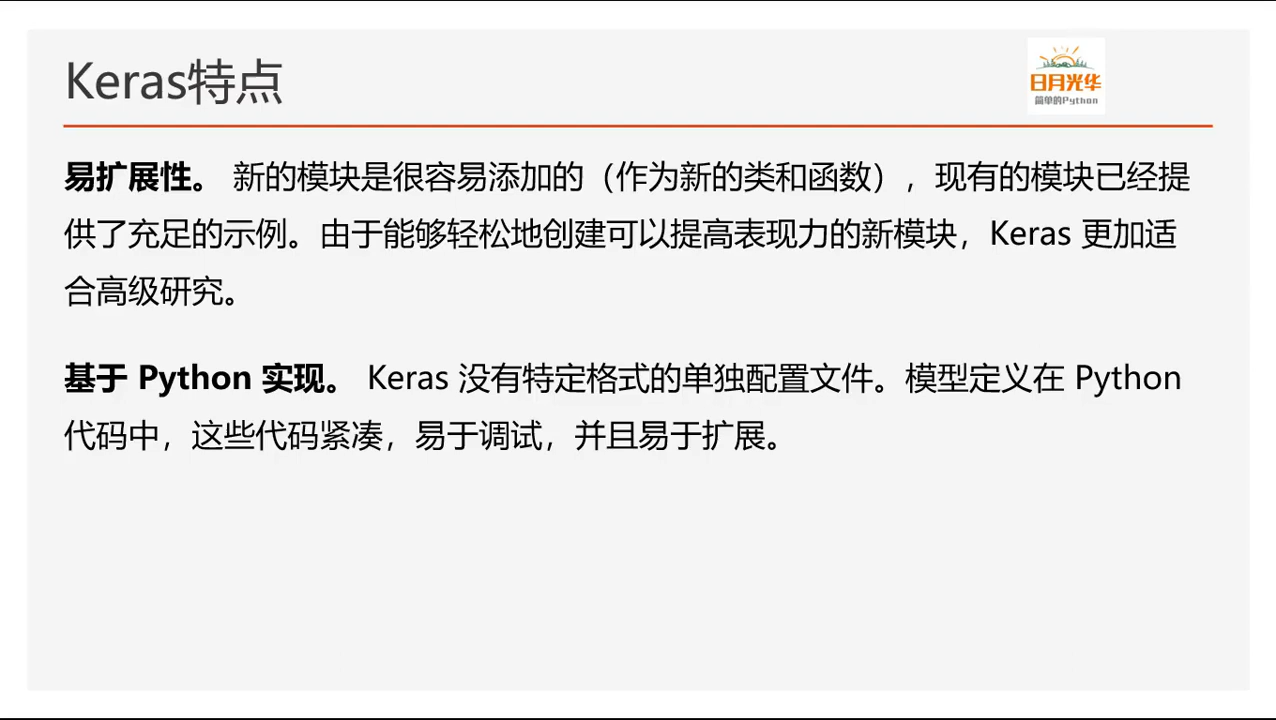 Keras特点
日月光华
简单的Python
易扩展性。 新的模块是很容易添加的（作为新的类和函数），现有的模块已经提
供了充足的示例。由于能够轻松地创建可以提高表现力的新模块，Keras 更加适
合高级研究。
基于 Python 实现。 Keras 没有特定格式的单独配置文件。模型定义在 Python
代码中，这些代码紧凑，易于调试，并且易于扩展。